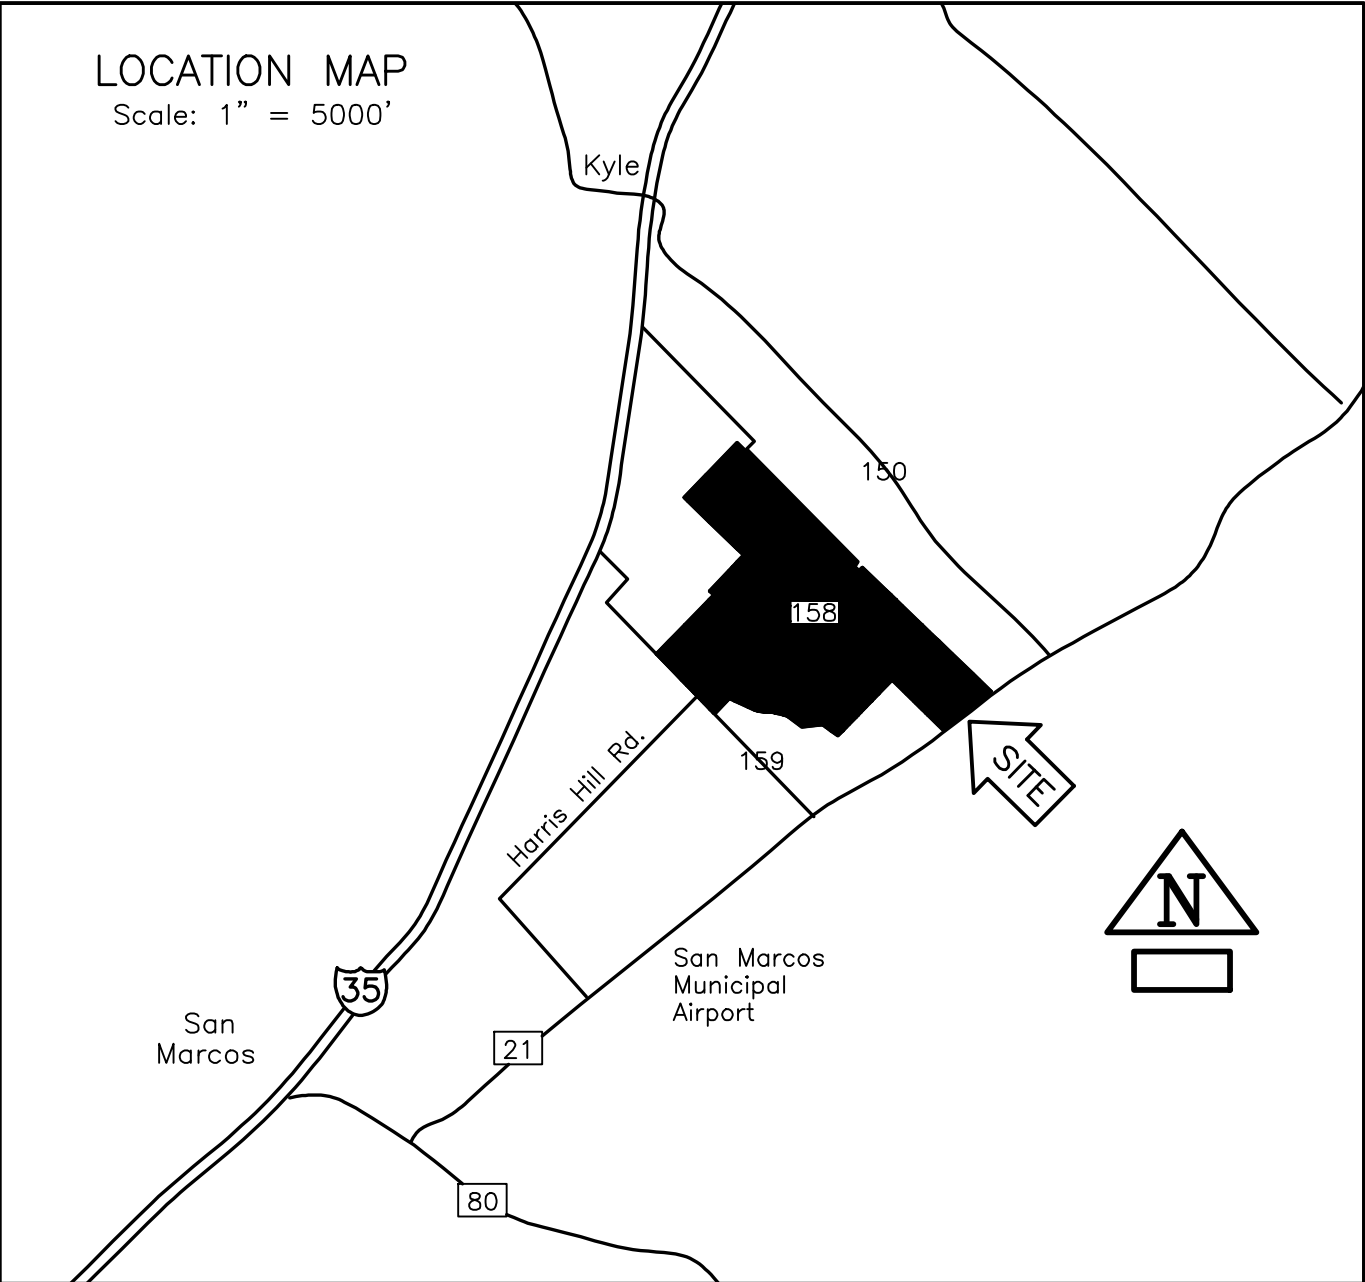 LOCATION MAP
Scale: 1" = 5000'
Kyle
150
158
159
Harris Hill Rd.
SITE
N
San Marcos
Municipal
Airport
35
San
Marcos
21
80